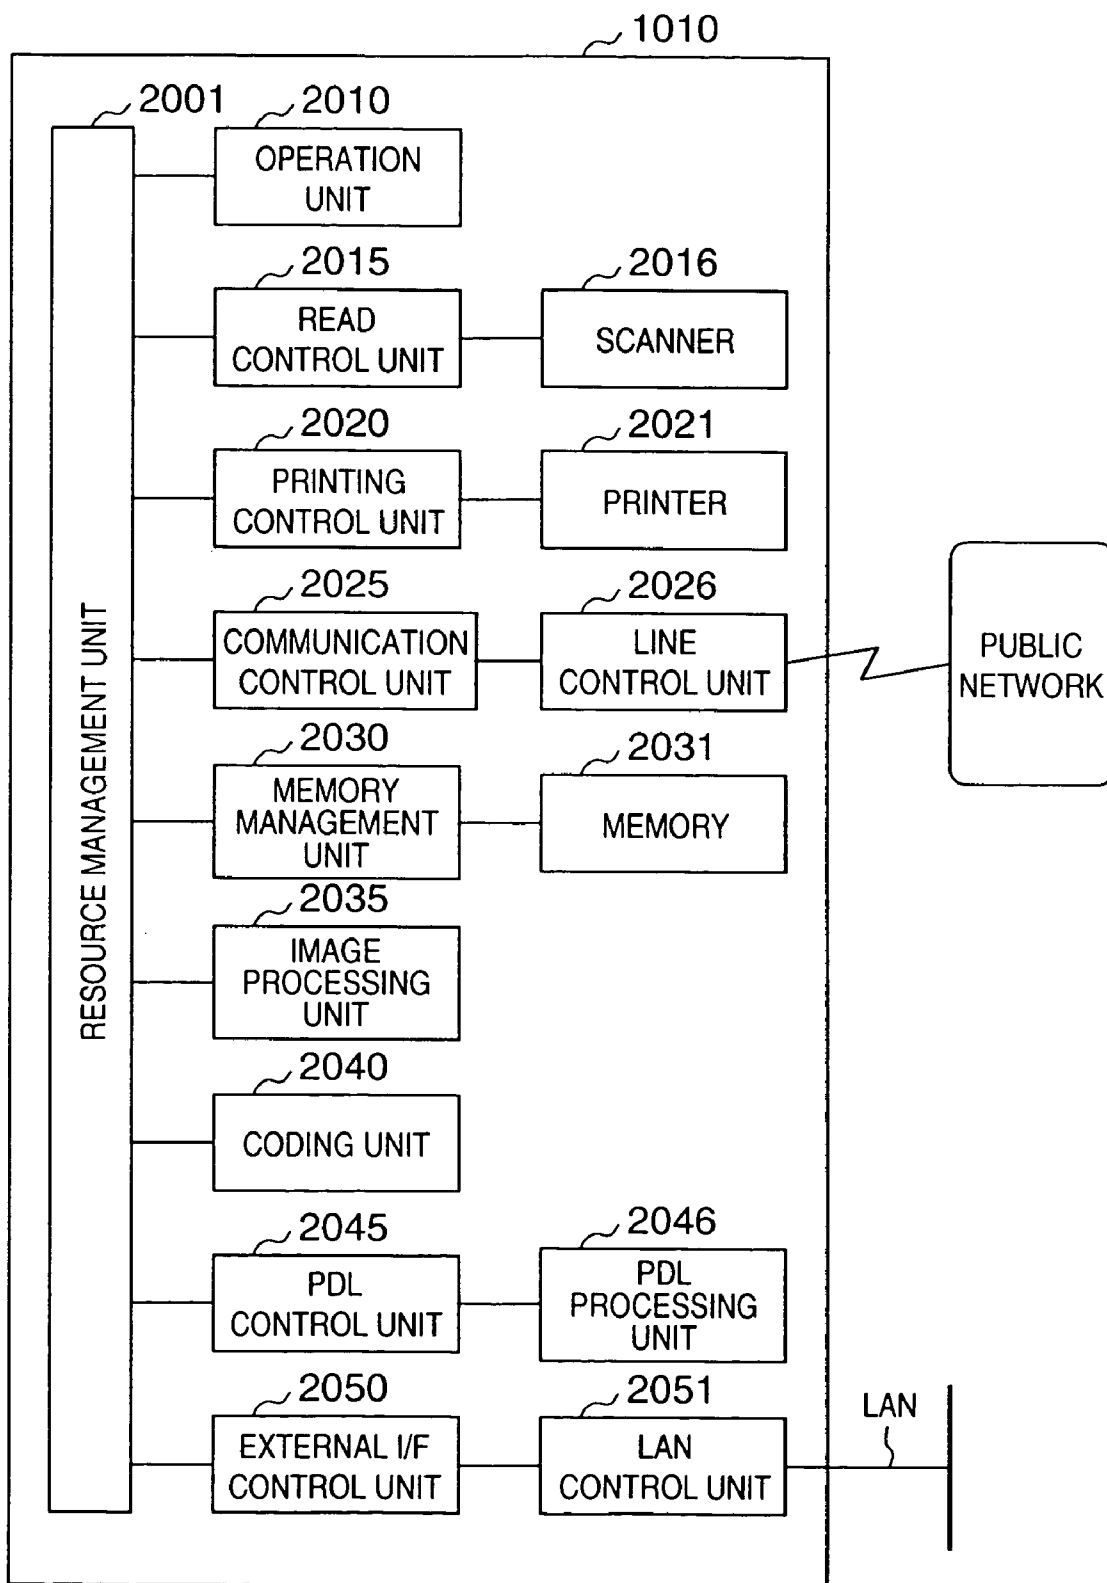 1010
2001
RESOURCE MANAGEMENT UNIT
2010
OPERATION
UNIT
2015
READ
CONTROL UNIT
2016
SCANNER
2020
PRINTING
CONTROL UNIT
2021
PRINTER
2025
COMMUNICATION
CONTROL UNIT
2026
LINE
CONTROL UNIT
PUBLIC
NETWORK
2030
MEMORY
MANAGEMENT
UNIT
2031
MEMORY
2035
IMAGE
PROCESSING
UNIT
2040
CODING UNIT
2045
PDL
CONTROL UNIT
2046
PDL
PROCESSING
UNIT
2050
EXTERNAL I/F
CONTROL UNIT
2051
LAN
CONTROL UNIT
LAN